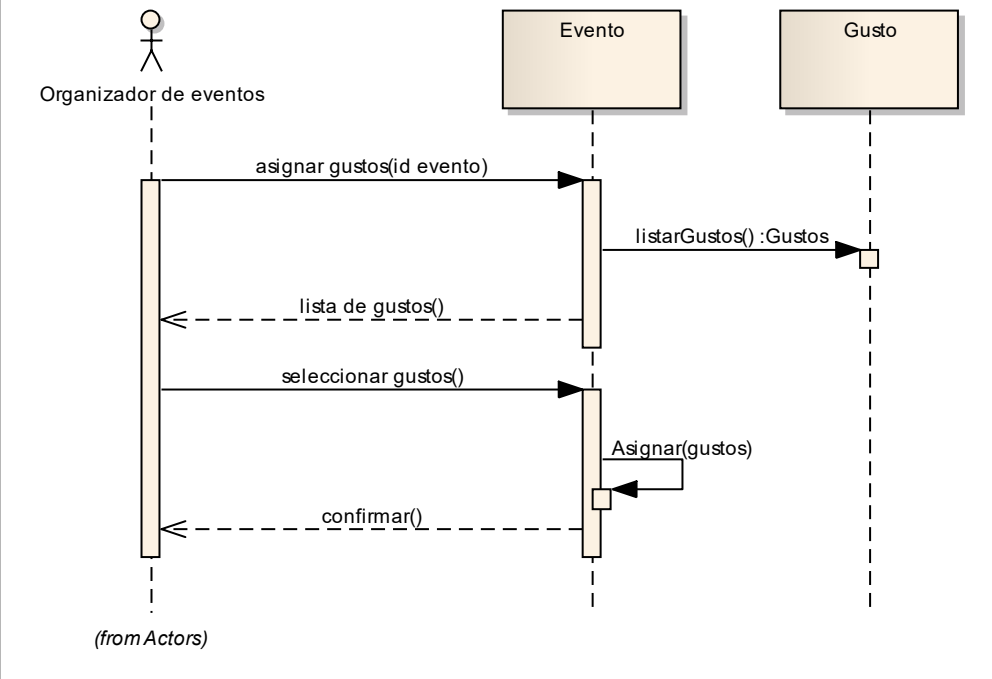 Evento
Gusto
Organizador de eventos
asignar gustos(id evento)
listarGustos() :Gustos
lista de gustos()
seleccionar gustos()
Asignar(gustos)
confirmar()
(from Actors)